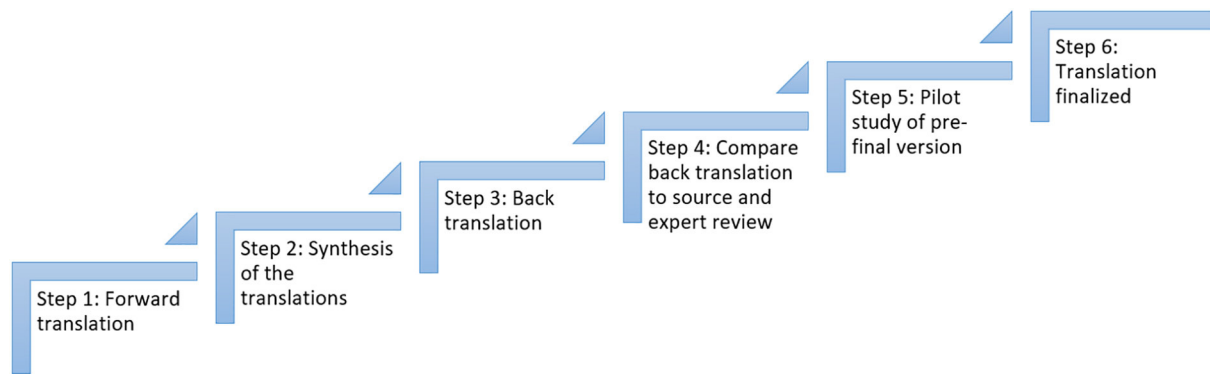 Step 1: Forward
translation
Step 2: Synthesis
of the
translations
Step 3: Back
translation
Step 4: Compare
back translation
to source and
expert review
Step 5: Pilot
study of pre-
final version
Step 6:
Translation
finalized